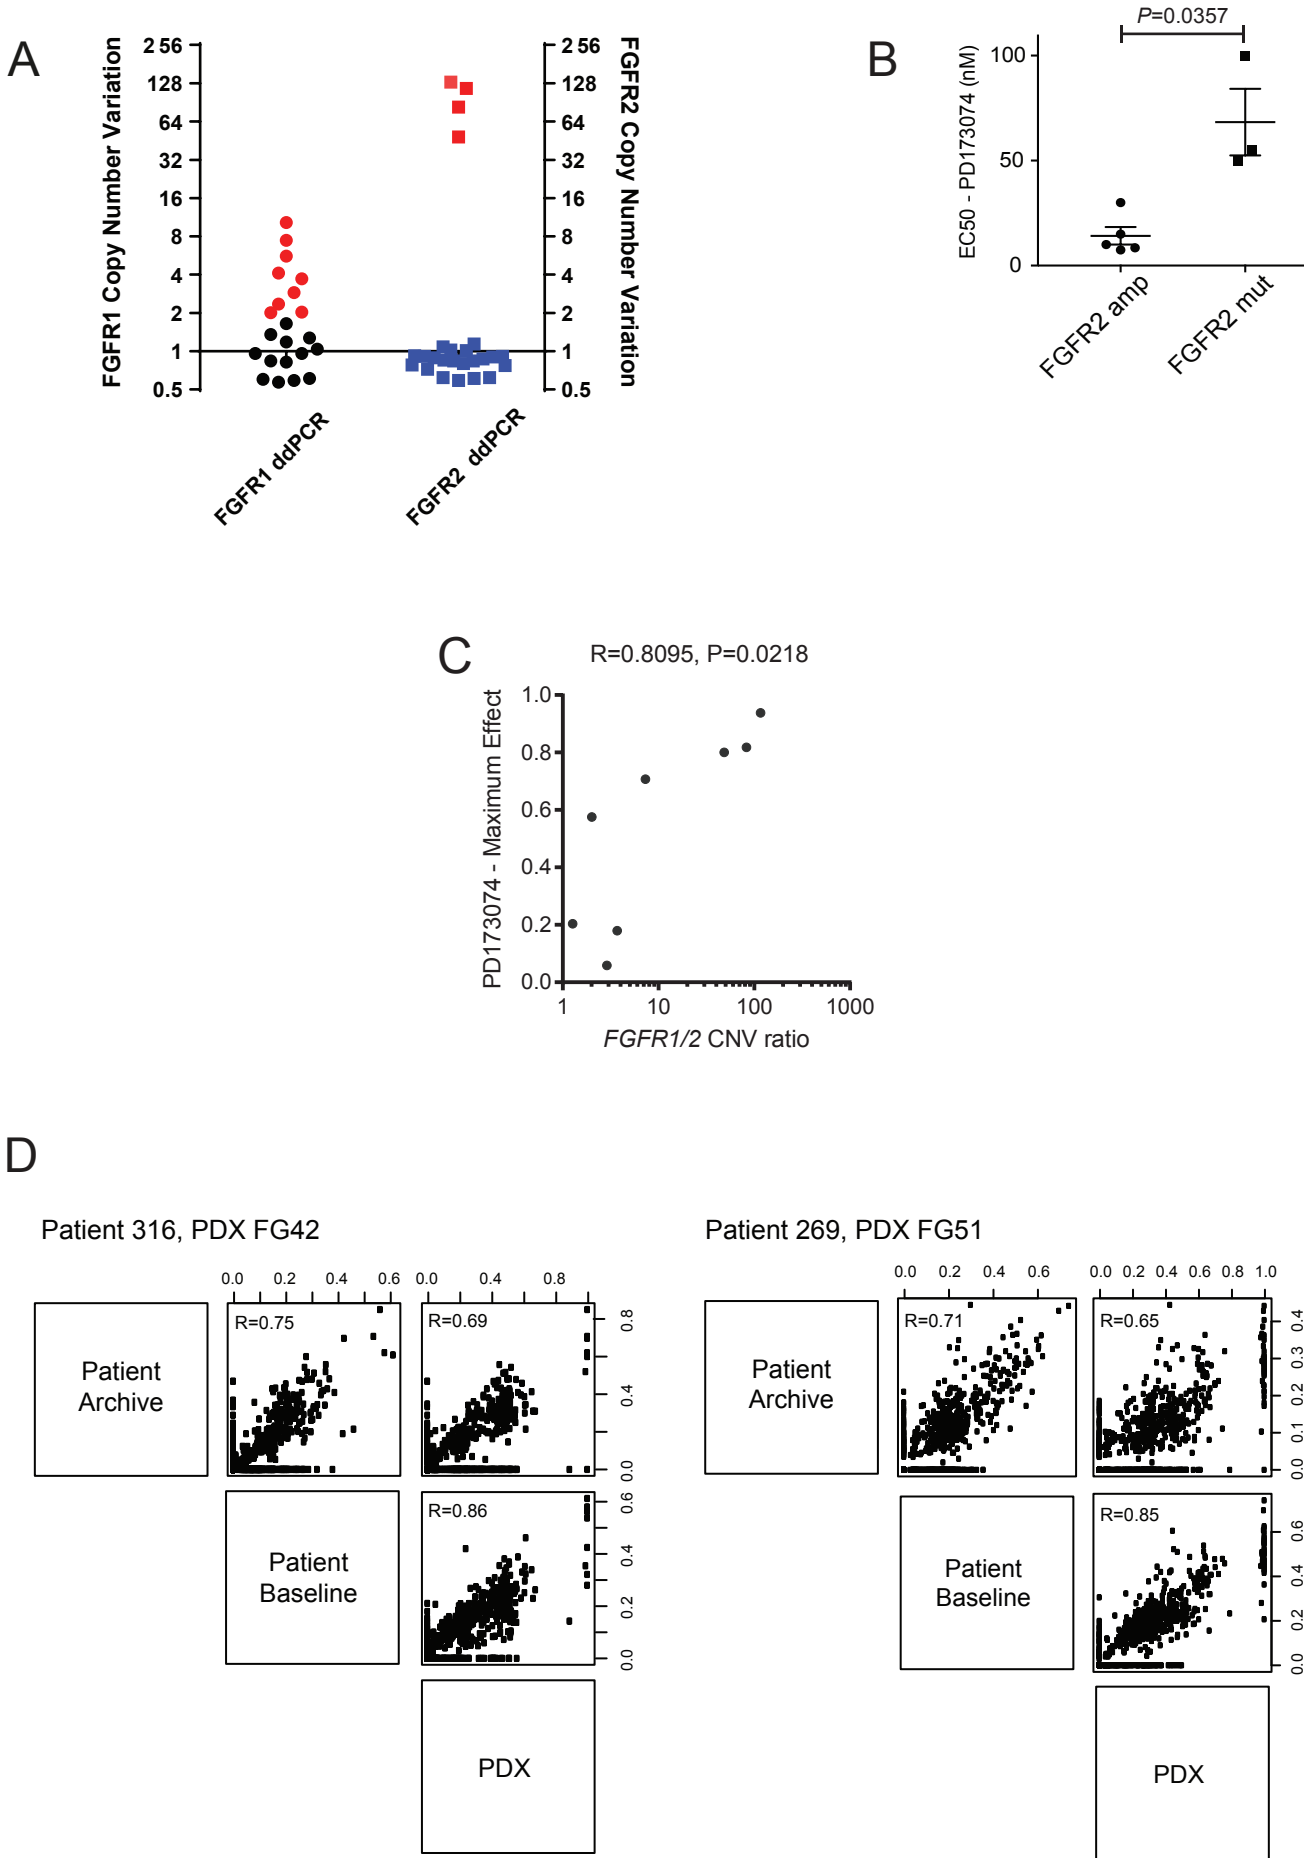 A
FGFR1 Copy Number Variation
256
128
64
32
16
8
4
2
1
0.5
256
128
64
32
16
8
4
2
1
0.5
FGFR2 Copy Number Variation
FGFR1 ddPCR
FGFR2 ddPCR
B
P=0.0357
EC50 - PD173074 (nM)
100
50
0
FGFR2 amp
FGFR2 mut
C
R=0.8095, P=0.0218
PD173074 - Maximum Effect
1.0
0.8
0.6
0.4
0.2
0.0
1
10
100
1000
FGFR1/2 CNV ratio
D
Patient 316, PDX FG42
0.0 0.2 0.4 0.6
0.0 0.4 0.8
Patient
Archive
R=0.75
R=0.69
0.8
0.4
0.0
Patient
Baseline
R=0.86
0.6
0.4
0.2
0.0
PDX
Patient 269, PDX FG51
0.0 0.2 0.4 0.6
0.0 0.2 0.4 0.6 0.8 1.0
Patient
Archive
R=0.71
R=0.65
0.4
0.3
0.2
0.1
0.0
Patient
Baseline
R=0.85
0.6
0.4
0.2
0.0
PDX